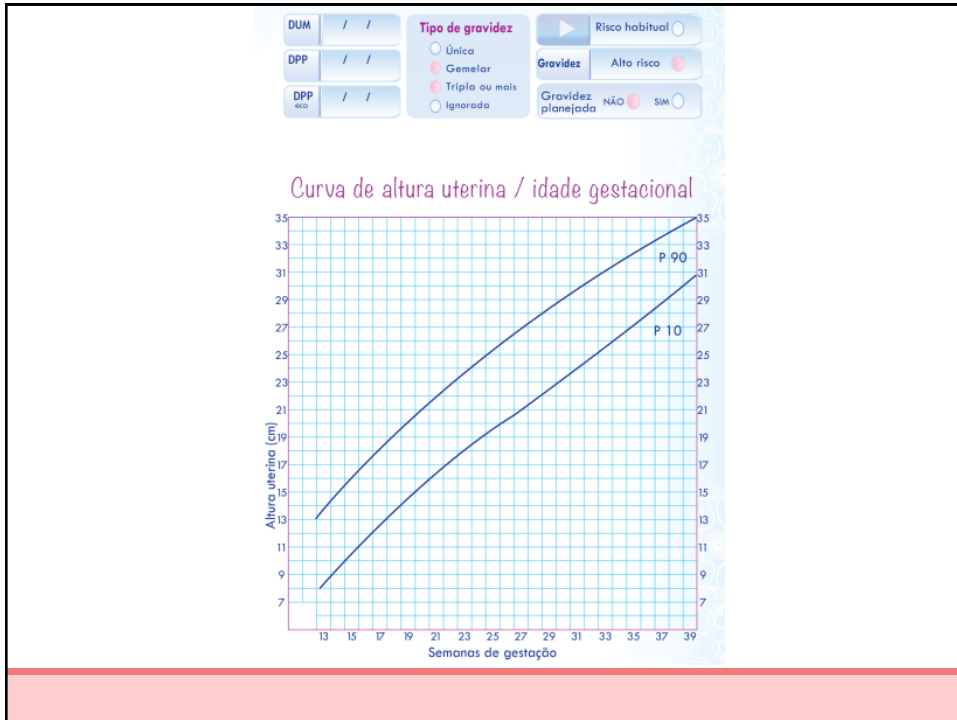 DUM / /
DPP / /
DPP
eco
/ /
Tipo de gravidez
Única
Gemelar
Tripla ou mais
Ignorada
Risco habitual
Gravidez Alto risco
Gravidez
planejada
NÃO SIM
Curva de altura uterina / idade gestacional
35 35
33 33
P 90
31 31
29 29
27 P 10 27
25 25
23 23
21 21
19 19
17 17
15 15
13 13
11 11
9 9
7 7
Altura uterina (cm)
13 15 17 19 21 23 25 27 29 31 33 35 37 39
Semanas de gestação